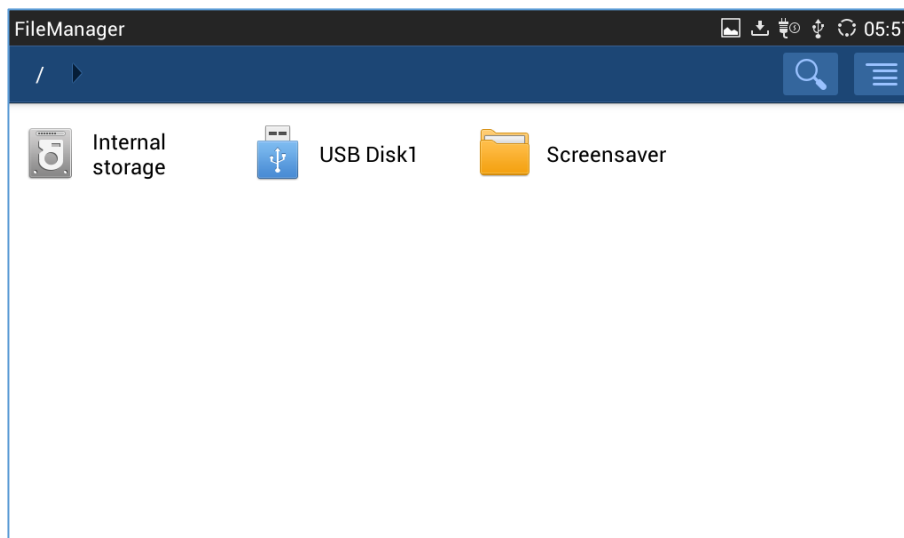 FileManager
05:57
/
Internal
storage
USB Disk1
Screensaver